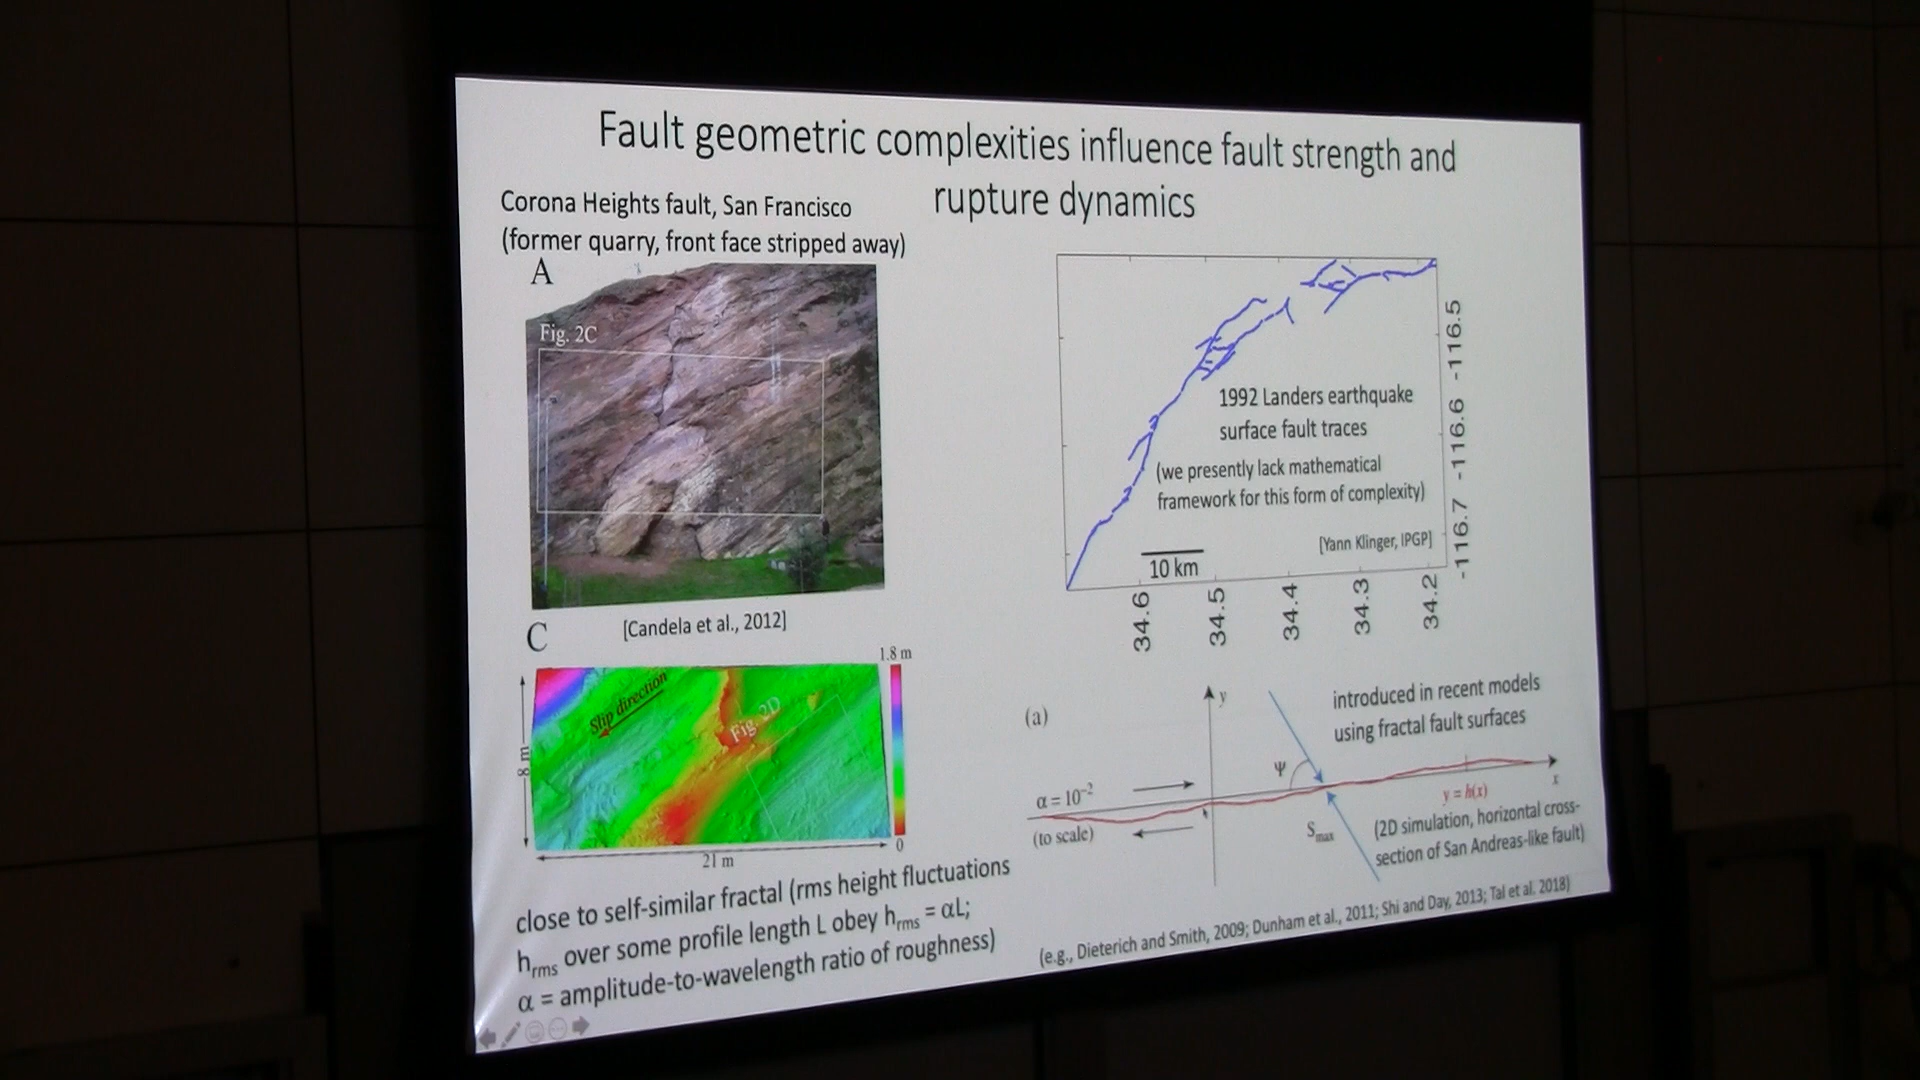 Fault geometric complexities influence fault strength and
rupture dynamics
Corona Heights fault, San Francisco
(former quarry, front face stripped away)
A
Fig. 2C
[Candela et al., 2012]
C
1.8 m
Slip direction
Fig. 2D
8 m
0
21 m
close to self-similar fractal (rms height fluctuations
hrms over some profile length L obey hrms = αL;
α = amplitude-to-wavelength ratio of roughness)
1992 Landers earthquake
surface fault traces
(we presently lack mathematical
framework for this form of complexity)
[Yann Klinger, IPGP]
10 km
-116.7 -116.6 -116.5
34.6 34.5 34.4 34.3 34.2
(a)
y
introduced in recent models
using fractal fault surfaces
Ψ
x
α = 10⁻²
y = h(x)
(to scale)
Smax
(2D simulation, horizontal cross-
section of San Andreas-like fault)
(e.g., Dieterich and Smith, 2009; Dunham et al., 2011; Shi and Day, 2013; Tal et al. 2018)